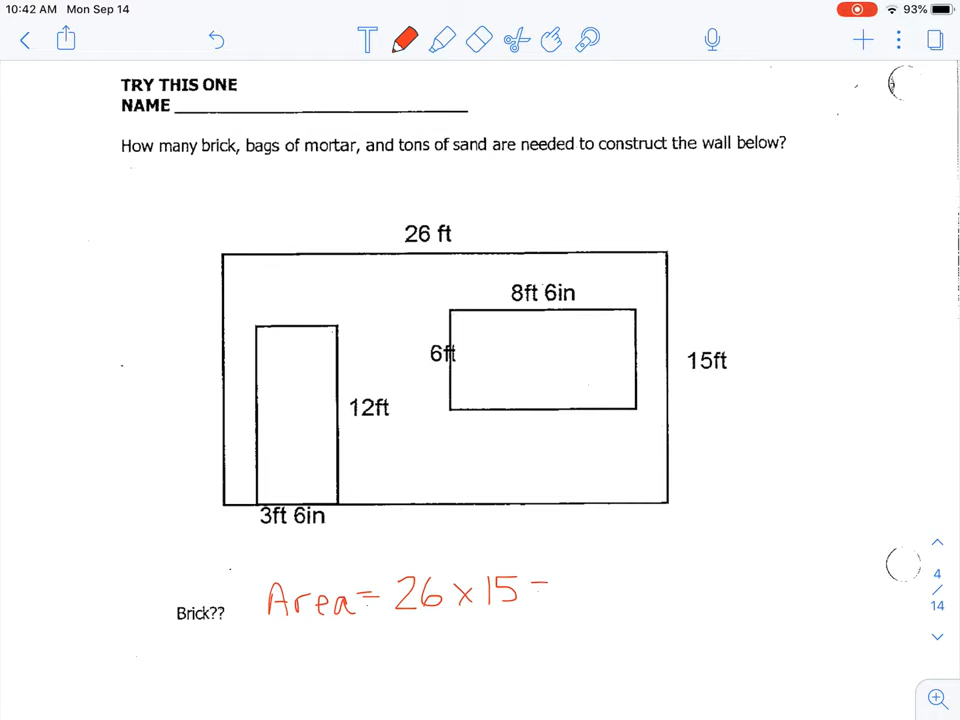 10:42 AM Mon Sep 14
93%
TRY THIS ONE
NAME
How many brick, bags of mortar, and tons of sand are needed to construct the wall below?
26 ft
8ft 6in
6ft
15ft
12ft
3ft 6in
Brick?? Area = 26 x 15 =
4
/
14